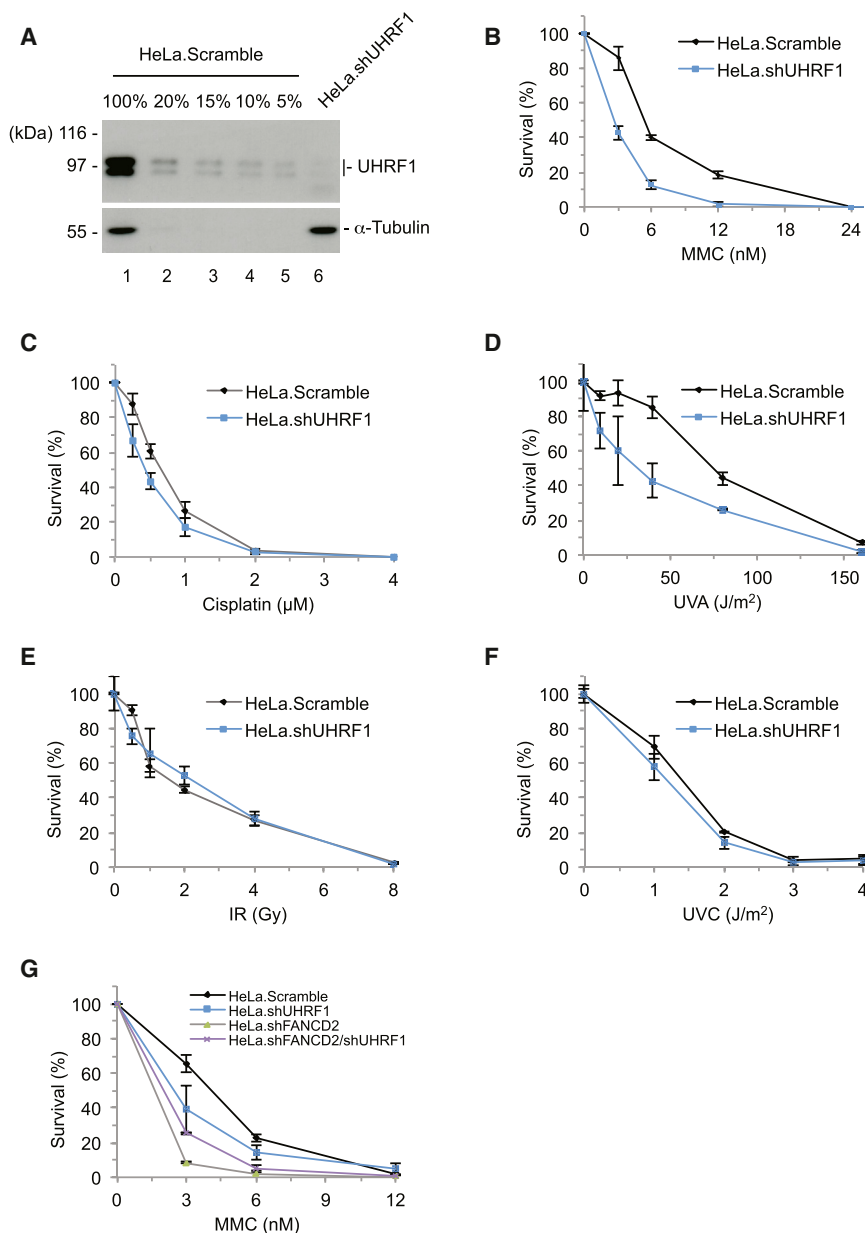 A
HeLa.Scramble
HeLa.shUHRF1
100% 20% 15% 10% 5%
(kDa) 116 -
97 -
|- UHRF1
55 -
- α-Tubulin
1 2 3 4 5 6
B
Survival (%)
100
80
60
40
20
0
HeLa.Scramble
HeLa.shUHRF1
0 6 12 18 24
MMC (nM)
C
Survival (%)
100
80
60
40
20
0
HeLa.Scramble
HeLa.shUHRF1
0 1 2 3 4
Cisplatin (μM)
D
Survival (%)
100
80
60
40
20
0
HeLa.Scramble
HeLa.shUHRF1
0 50 100 150
UVA (J/m²)
E
Survival (%)
100
80
60
40
20
0
HeLa.Scramble
HeLa.shUHRF1
0 2 4 6 8
IR (Gy)
F
Survival (%)
100
80
60
40
20
0
HeLa.Scramble
HeLa.shUHRF1
0 1 2 3 4
UVC (J/m²)
G
Survival (%)
100
80
60
40
20
0
HeLa.Scramble
HeLa.shUHRF1
HeLa.shFANCD2
HeLa.shFANCD2/shUHRF1
0 3 6 9 12
MMC (nM)